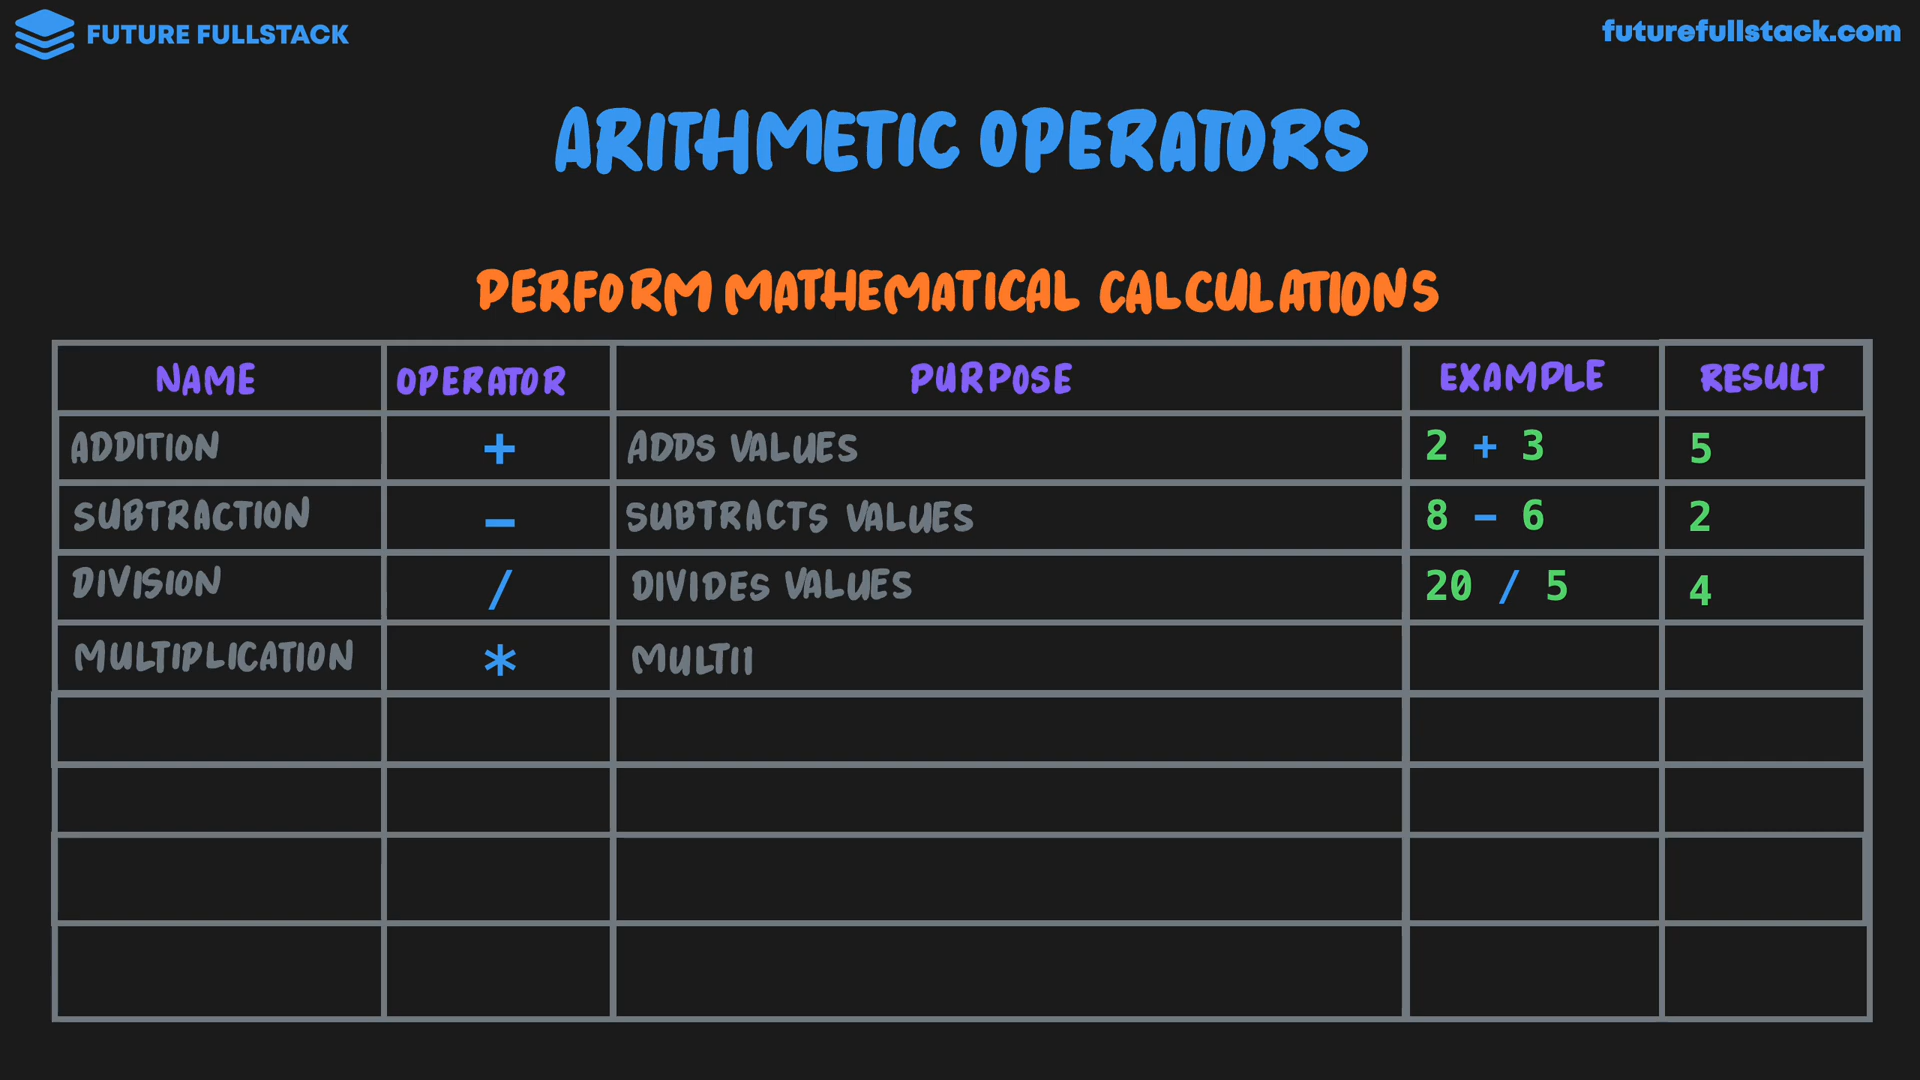 FUTURE FULLSTACK
futurefullstack.com
ARITHMETIC OPERATORS
PERFORM MATHEMATICAL CALCULATIONS
NAME OPERATOR PURPOSE EXAMPLE RESULT
ADDITION + ADDS VALUES 2 + 3 5
SUBTRACTION - SUBTRACTS VALUES 8 - 6 2
DIVISION / DIVIDES VALUES 20 / 5 4
MULTIPLICATION *